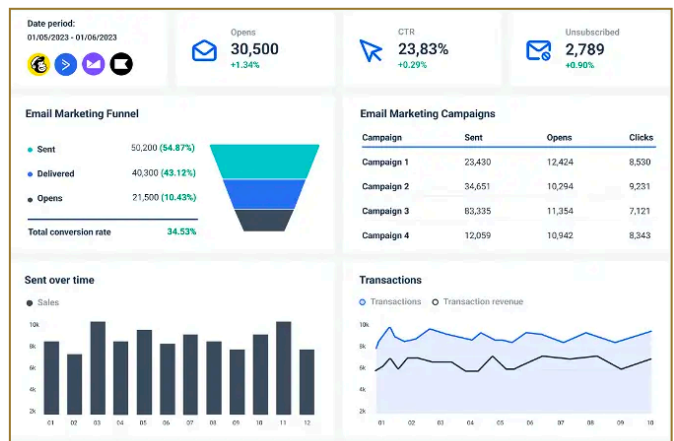 Date period:
01/05/2023 - 01/06/2023
Opens
30,500
+1.34%
CTR
23,83%
+0.29%
Unsubscribed
2,789
+0.90%
Email Marketing Funnel
Sent 50,200 (54.87%)
Delivered 40,300 (43.12%)
Opens 21,500 (10.43%)
Total conversion rate 34.53%
Email Marketing Campaigns
Campaign Sent Opens Clicks
Campaign 1 23,430 12,424 8,530
Campaign 2 34,651 10,294 9,231
Campaign 3 83,335 11,354 7,121
Campaign 4 12,059 10,942 8,343
Sent over time
Sales
10k
8k
6k
4k
2k
01 02 03 04 05 06 07 08 09 10 11 12
Transactions
Transactions Transaction revenue
10k
8k
6k
4k
2k
01 02 03 04 05 06 07 08 09 10